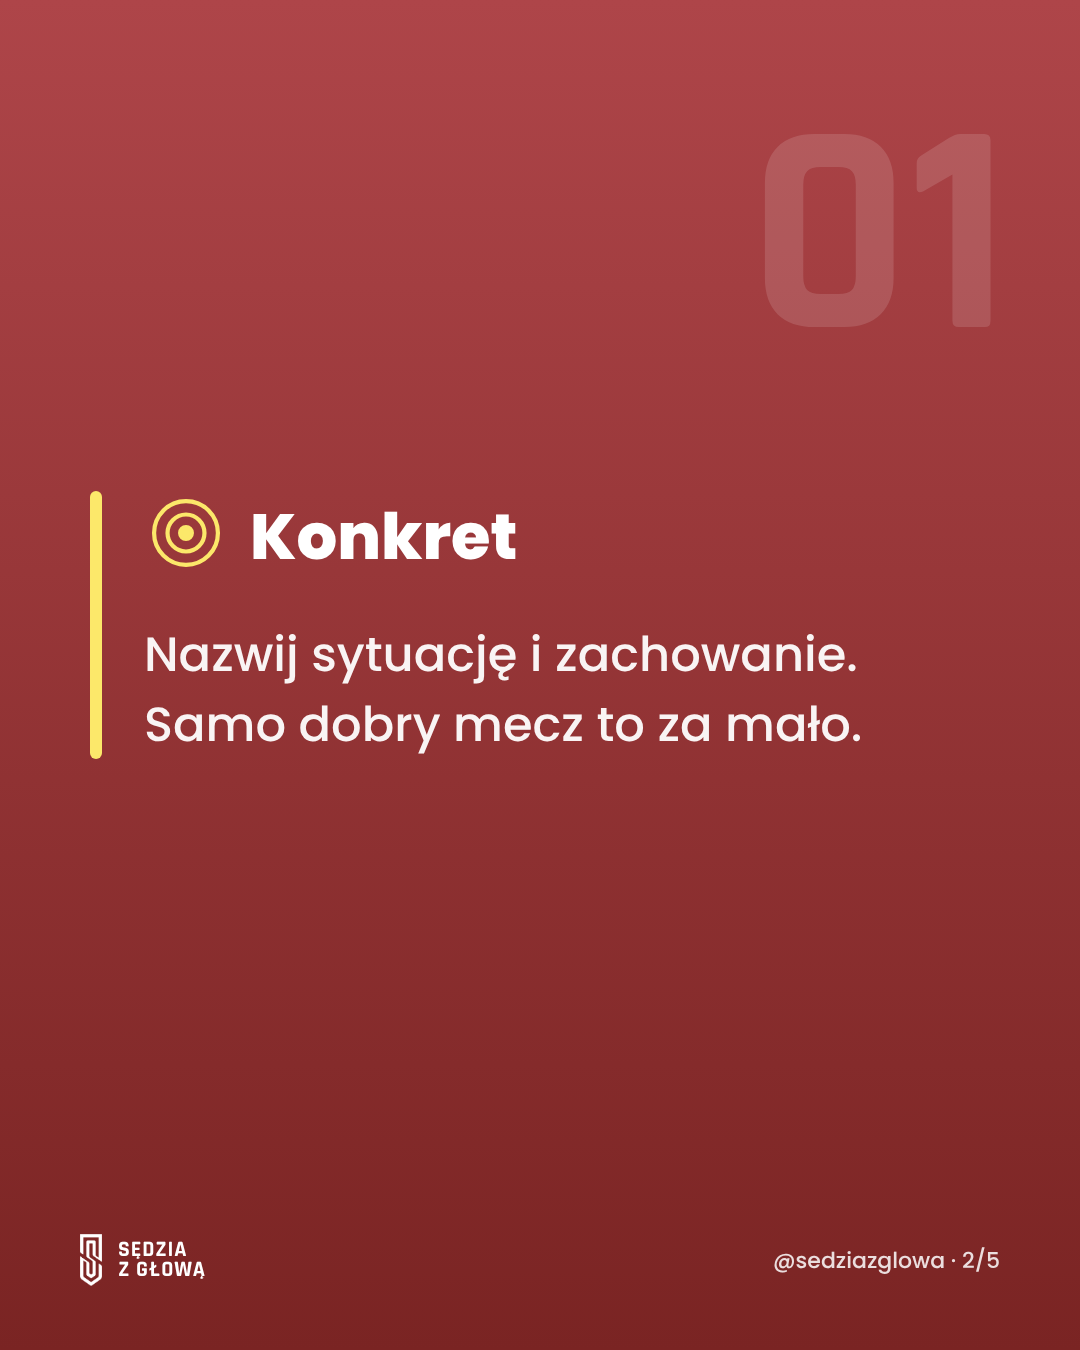 01
Konkret
Nazwij sytuację i zachowanie.
Samo dobry mecz to za mało.
SĘDZIA
Z GŁOWĄ
@sedziazglowa · 2/5